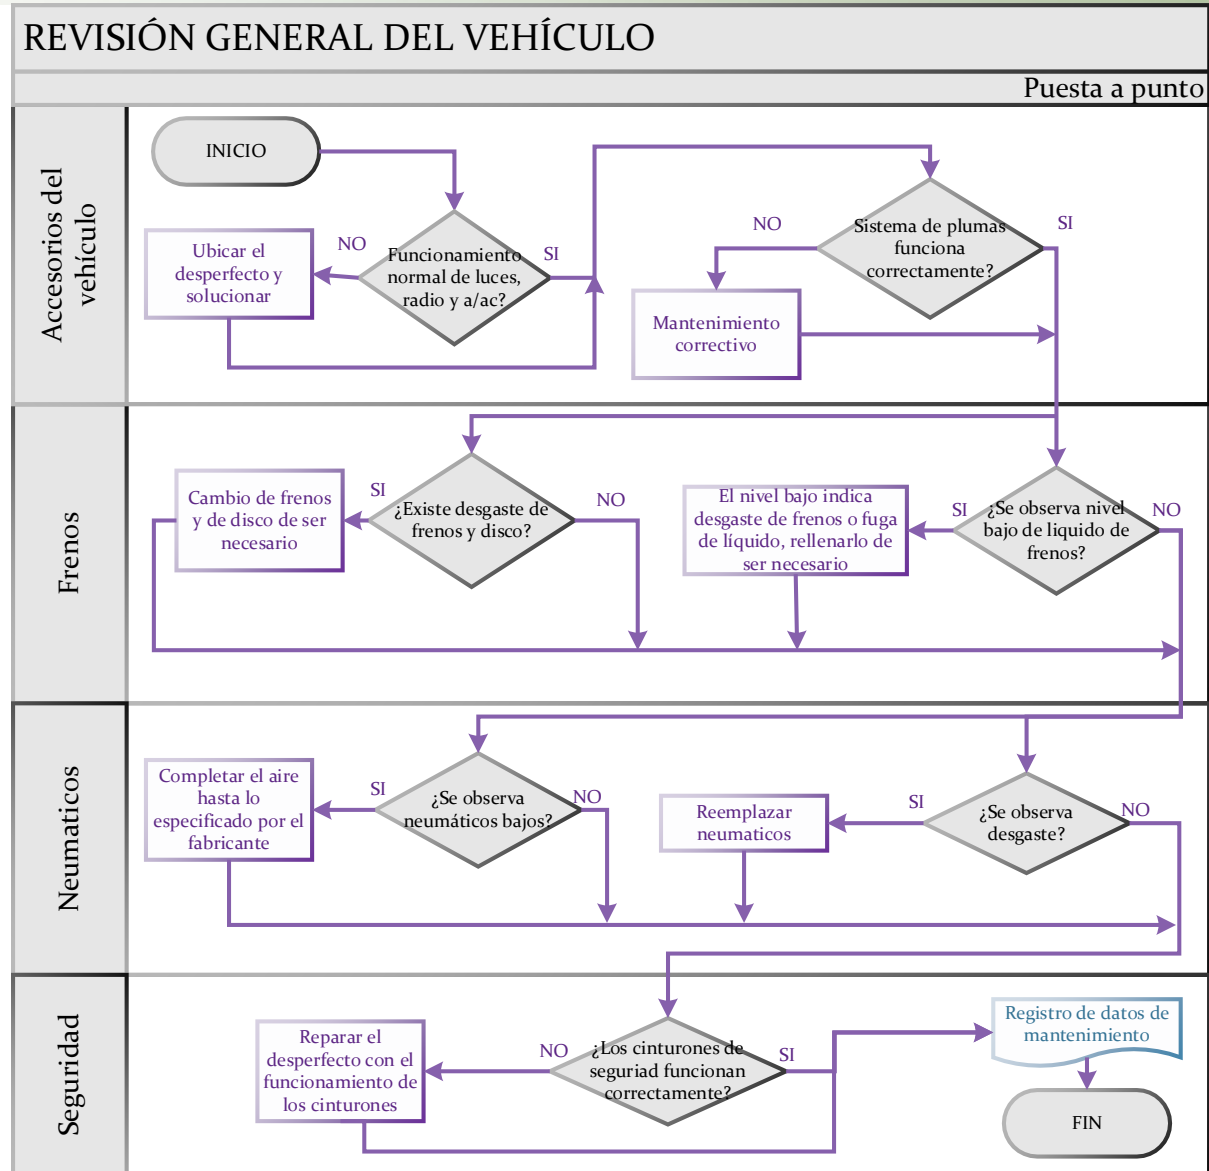 REVISIÓN GENERAL DEL VEHÍCULO
Puesta a punto
Accesorios del
vehículo
INICIO
Ubicar el
desperfecto y
solucionar
NO
Funcionamiento
normal de luces,
radio y a/ac?
SI
NO
Sistema de plumas
funciona
correctamente?
SI
Mantenimiento
correctivo
Frenos
Cambio de frenos
y de disco de ser
necesario
SI
¿Existe desgaste de
frenos y disco?
NO
El nivel bajo indica
desgaste de frenos o fuga
de líquido, rellenarlo de
ser necesario
SI
¿Se observa nivel
bajo de liquido de
frenos?
NO
Neumaticos
Completar el aire
hasta lo
especificado por el
fabricante
SI
¿Se observa
neumáticos bajos?
NO
Reemplazar
neumaticos
SI
¿Se observa
desgaste?
NO
Seguridad
Reparar el
desperfecto con el
funcionamiento de
los cinturones
NO
¿Los cinturones de
seguriad funcionan
correctamente?
SI
Registro de datos de
mantenimiento
FIN